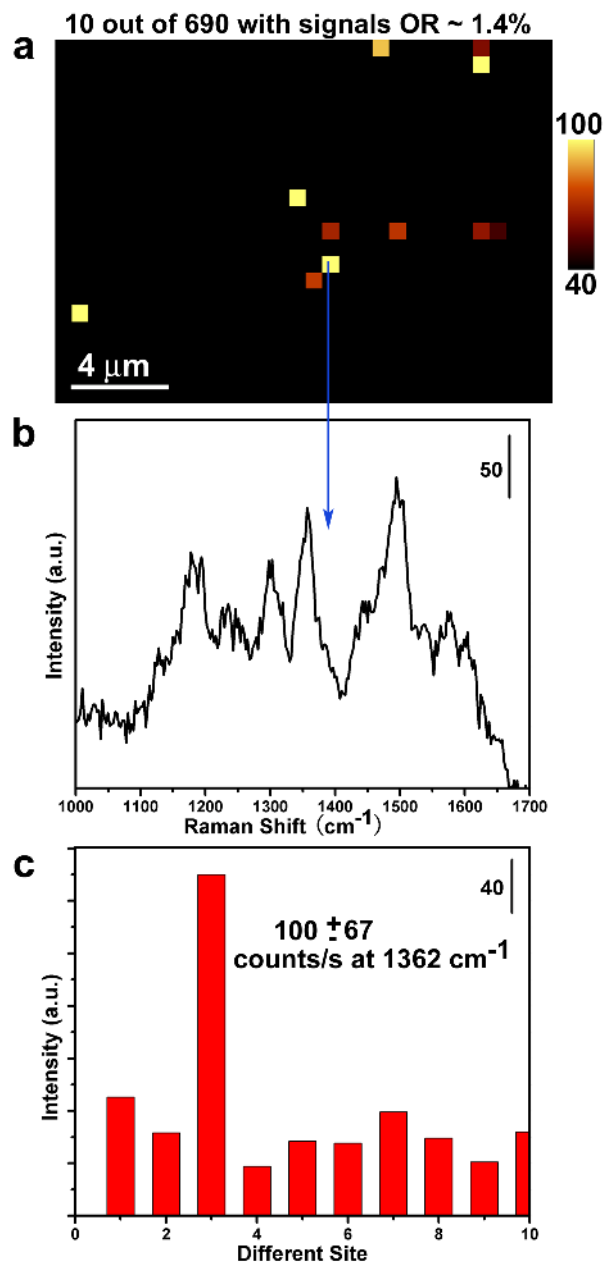 10 out of 690 with signals OR ~ 1.4%
a
100
40
4 μm
b
50
Intensity (a.u.)
1000 1100 1200 1300 1400 1500 1600 1700
Raman Shift (cm⁻¹)
c
40
100 ± 67
counts/s at 1362 cm⁻¹
Intensity (a.u.)
0 2 4 6 8 10
Different Site